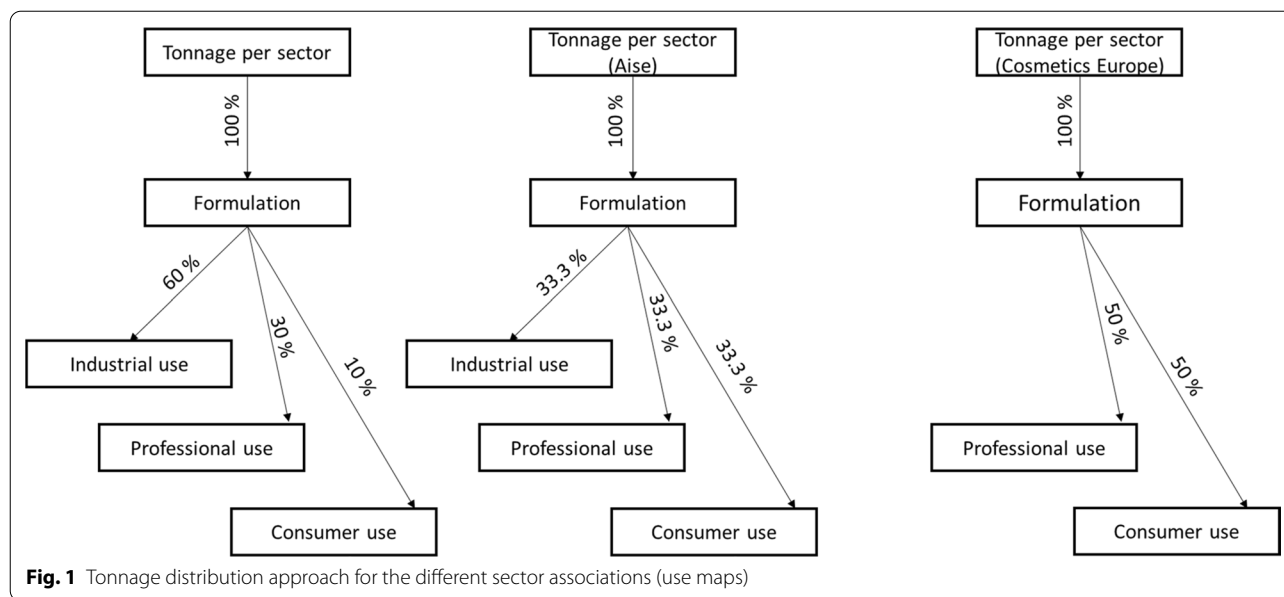 Tonnage per sector
100 %
Formulation
60 %
30 %
10 %
Industrial use
Professional use
Consumer use
Tonnage per sector
(Aise)
100 %
Formulation
33.3 %
33.3 %
33.3 %
Industrial use
Professional use
Consumer use
Tonnage per sector
(Cosmetics Europe)
100 %
Formulation
50 %
50 %
Professional use
Consumer use
Fig. 1 Tonnage distribution approach for the different sector associations (use maps)